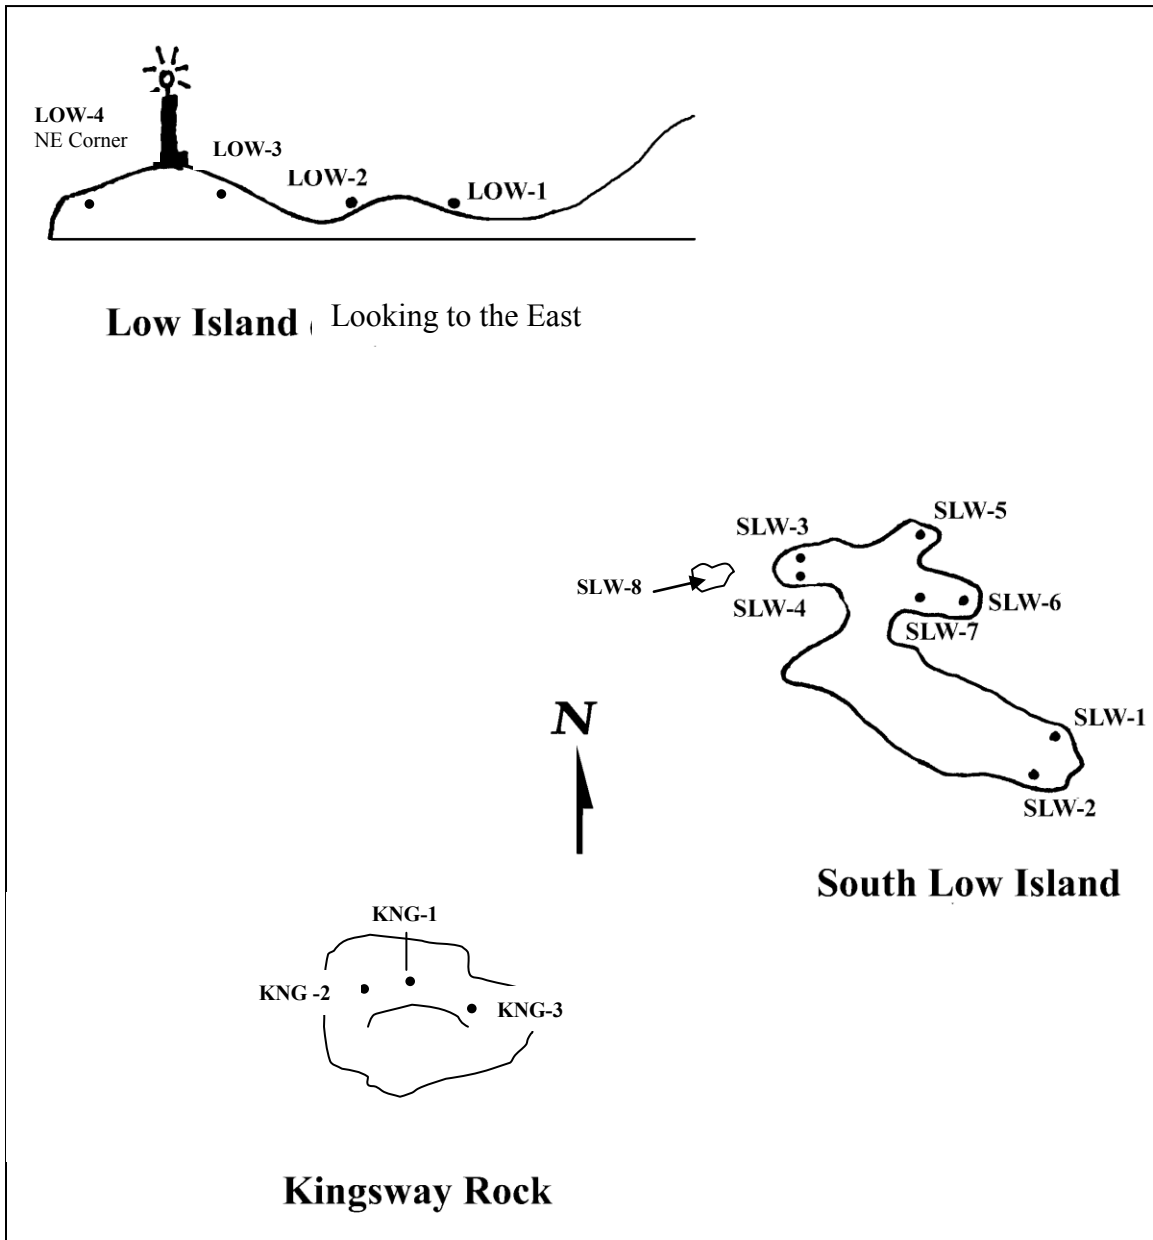 LOW-4
NE Corner
LOW-3
LOW-2
LOW-1
Low Island
Looking to the East
SLW-5
SLW-3
SLW-8
SLW-4
SLW-6
SLW-7
N
SLW-1
SLW-2
South Low Island
KNG-1
KNG -2
KNG-3
Kingsway Rock